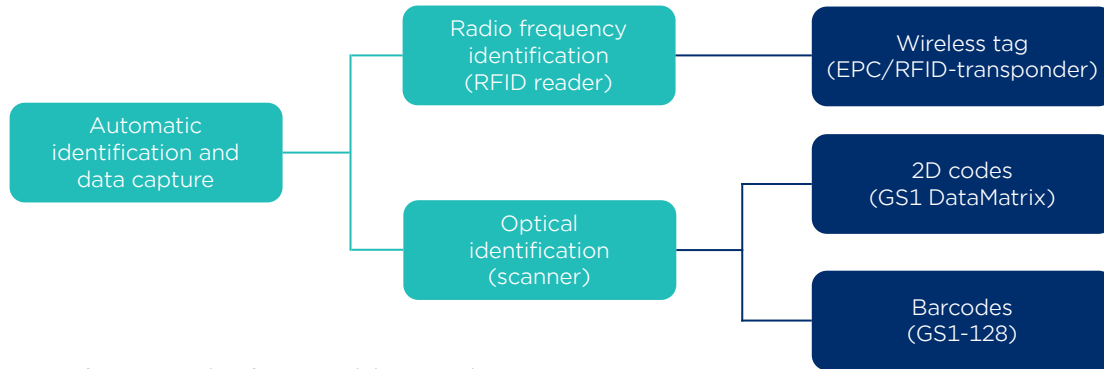 Radio frequency
identification
(RFID reader)
Wireless tag
(EPC/RFID-transponder)
Automatic
identification and
data capture
2D codes
(GS1 DataMatrix)
Optical
identification
(scanner)
Barcodes
(GS1-128)